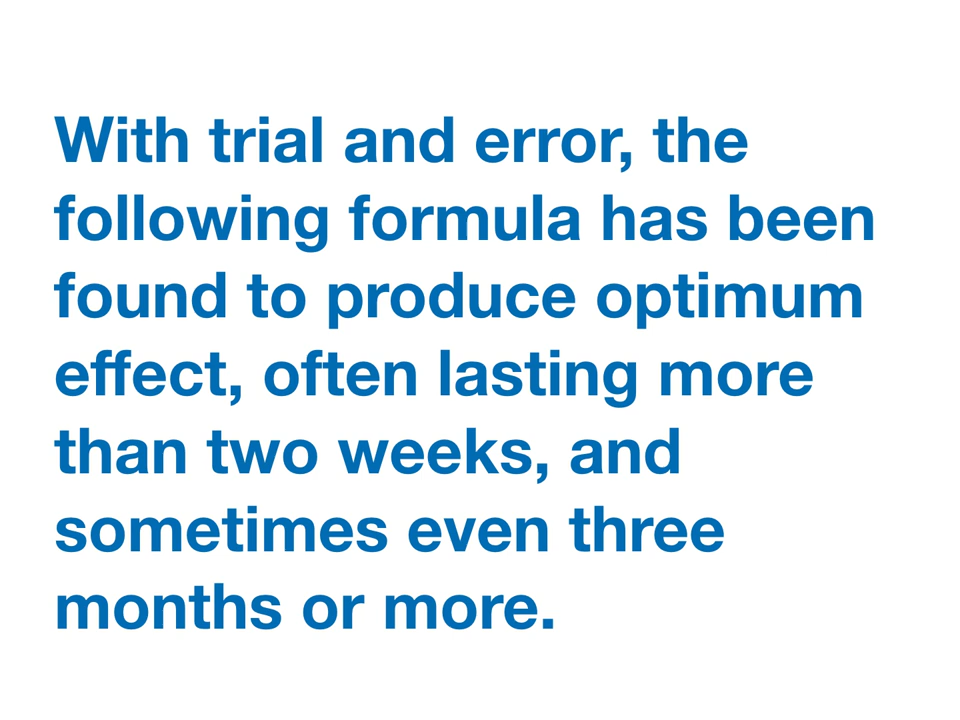 With trial and error, the
following formula has been
found to produce optimum
effect, often lasting more
than two weeks, and
sometimes even three
months or more.